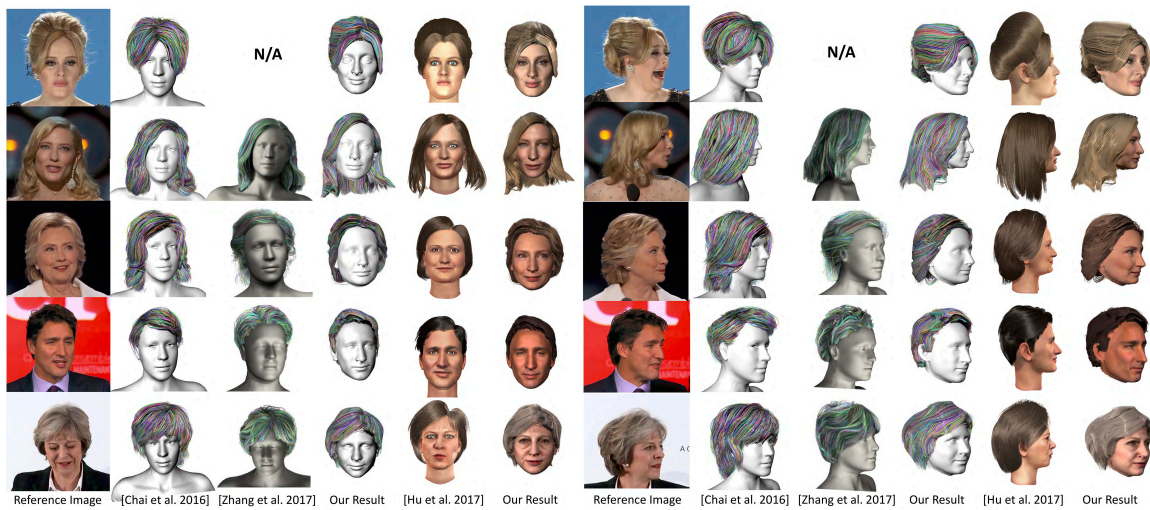 N/A N/A
MAINTENANT
Reference Image [Chai et al. 2016] [Zhang et al. 2017] Our Result [Hu et al. 2017] Our Result Reference Image [Chai et al. 2016] [Zhang et al. 2017] Our Result [Hu et al. 2017] Our Result